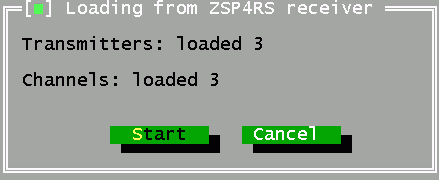 [■] Loading from ZSP4RS receiver
Transmitters: loaded 3
Channels: loaded 3
Start Cancel